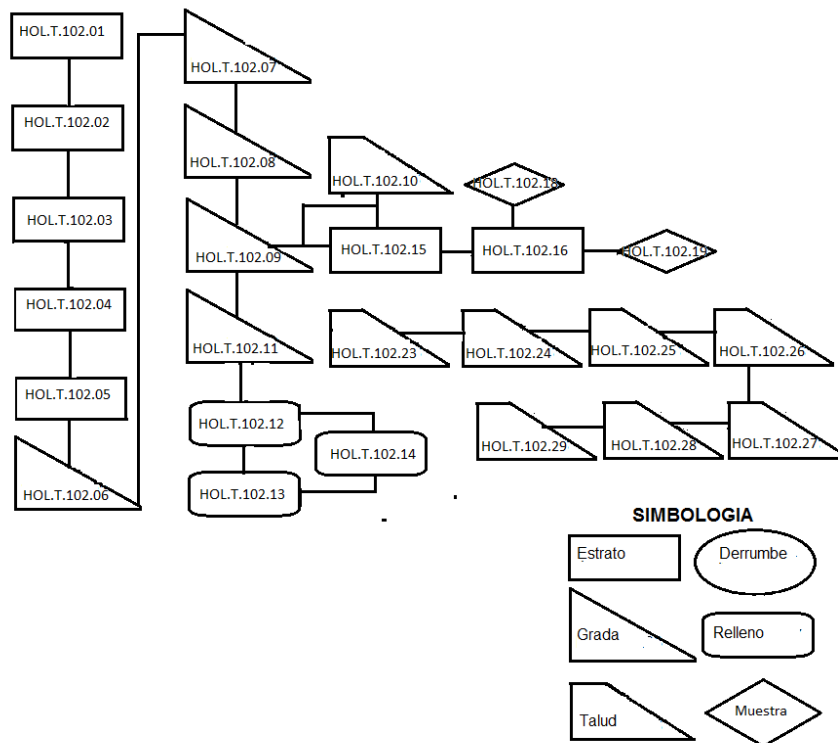 HOL.T.102.01
HOL.T.102.02
HOL.T.102.03
HOL.T.102.04
HOL.T.102.05
HOL.T.102.06
HOL.T.102.07
HOL.T.102.08
HOL.T.102.09
HOL.T.102.10
HOL.T.102.15
HOL.T.102.16
HOL.T.102.18
HOL.T.102.19
HOL.T.102.11
HOL.T.102.12
HOL.T.102.13
HOL.T.102.14
HOL.T.102.23
HOL.T.102.24
HOL.T.102.25
HOL.T.102.26
HOL.T.102.29
HOL.T.102.28
HOL.T.102.27
SIMBOLOGIA
Estrato
Derrumbe
Grada
Relleno
Talud
Muestra